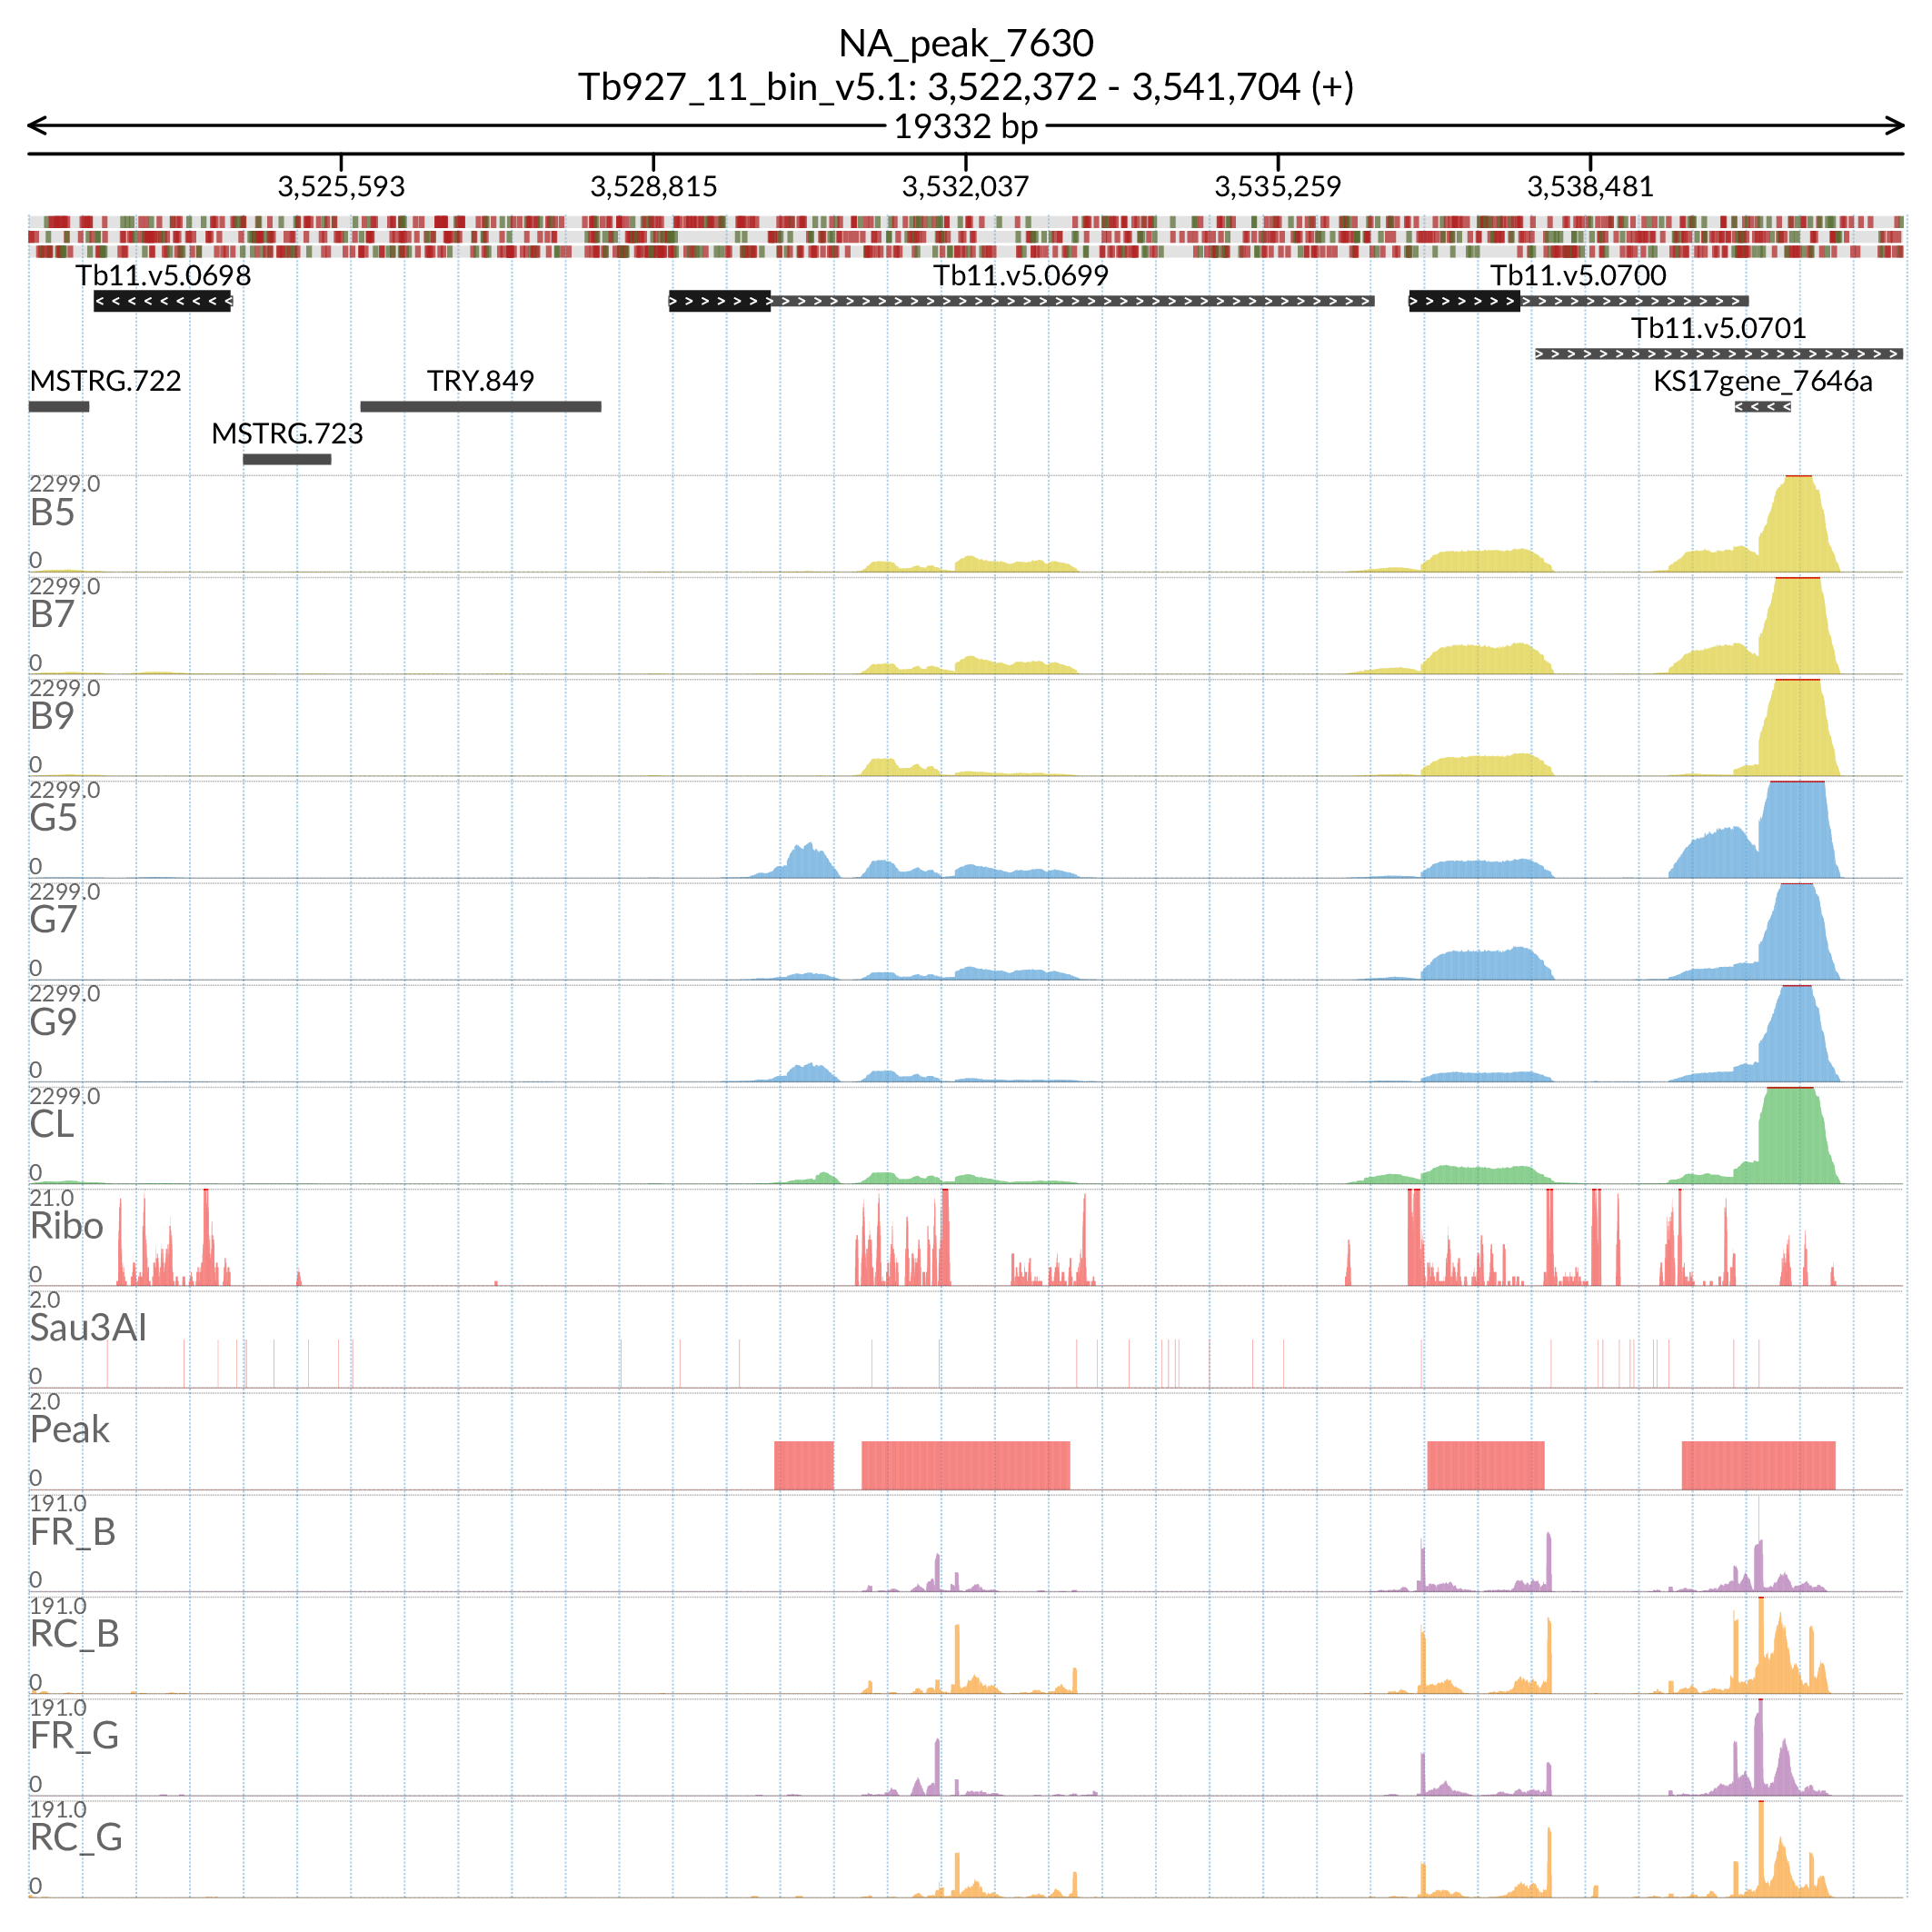 NA_peak_7630
Tb927_11_bin_v5.1: 3,522,372 - 3,541,704 (+)
19332 bp
3,525,593 3,528,815 3,532,037 3,535,259 3,538,481
Tb11.v5.0698 Tb11.v5.0699 Tb11.v5.0700
Tb11.v5.0701
MSTRG.722 TRY.849 KS17gene_7646a
MSTRG.723
2299.0
B5
0
2299.0
B7
0
2299.0
B9
0
2299.0
G5
0
2299.0
G7
0
2299.0
G9
0
2299.0
CL
0
21.0
Ribo
0
2.0
Sau3AI
0
2.0
Peak
0
191.0
FR_B
0
191.0
RC_B
0
191.0
FR_G
0
191.0
RC_G
0